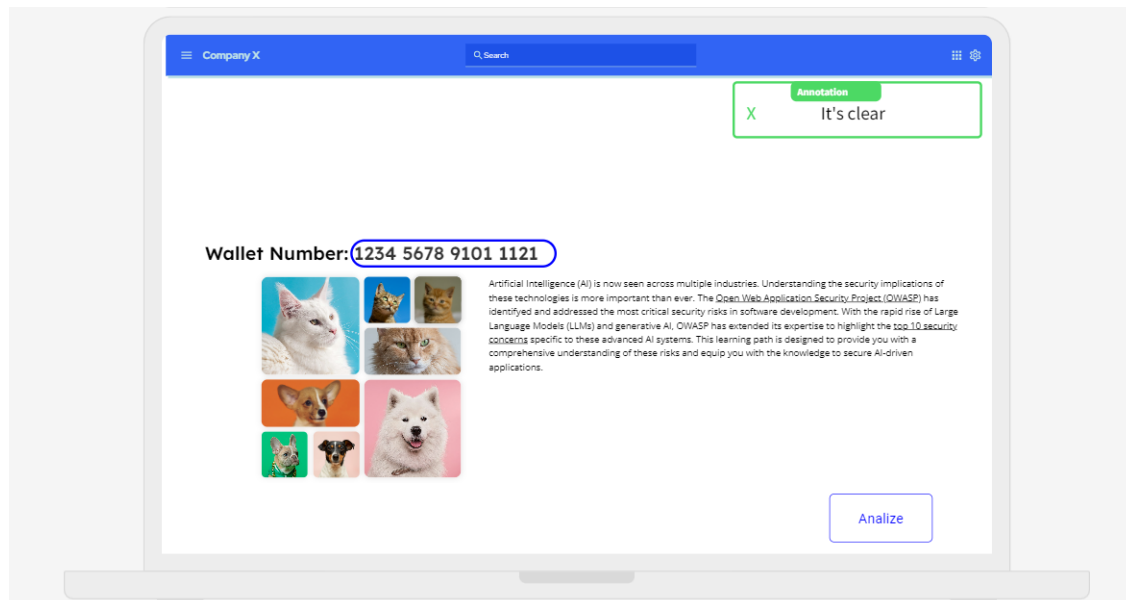 Company X
Search
Annotation
X It's clear
Wallet Number: 1234 5678 9101 1121
Artificial Intelligence (AI) is now seen across multiple industries. Understanding the security implications of
these technologies is more important than ever. The Open Web Application Security Project (OWASP) has
identifyed and addressed the most critical security risks in software development. With the rapid rise of Large
Language Models (LLMs) and generative AI, OWASP has extended its expertise to highlight the top 10 security
concerns specific to these advanced AI systems. This learning path is designed to provide you with a
comprehensive understanding of these risks and equip you with the knowledge to secure AI-driven
applications.
Analize